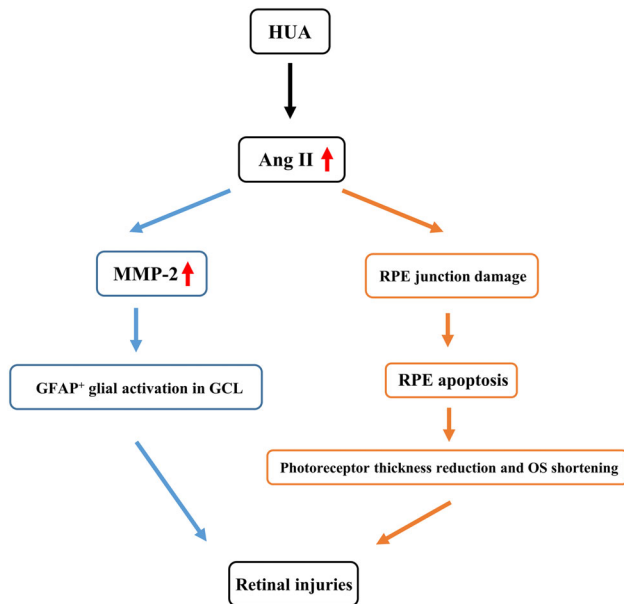 HUA
Ang II
MMP-2
RPE junction damage
GFAP⁺ glial activation in GCL
RPE apoptosis
Photoreceptor thickness reduction and OS shortening
Retinal injuries